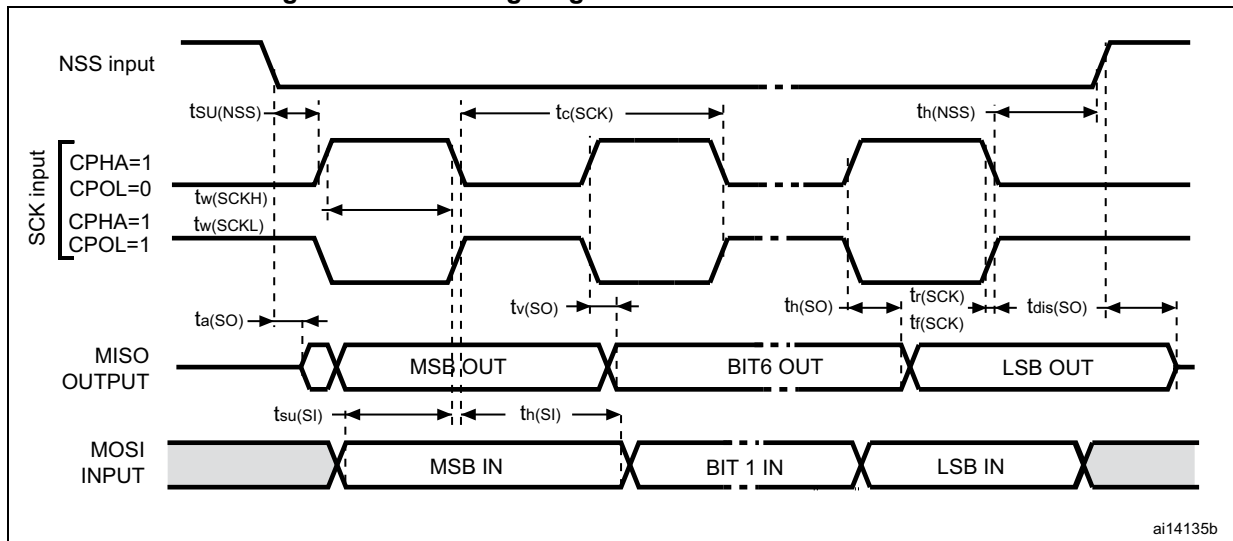 NSS input
tSU(NSS)
tc(SCK)
th(NSS)
SCK input
CPHA=1
CPOL=0
tw(SCKH)
CPHA=1
tw(SCKL)
CPOL=1
ta(SO)
tv(SO)
th(SO)
tr(SCK)
tf(SCK)
tdis(SO)
MISO
OUTPUT
MSB OUT
BIT6 OUT
LSB OUT
tsu(SI)
th(SI)
MOSI
INPUT
MSB IN
BIT 1 IN
LSB IN
ai14135b